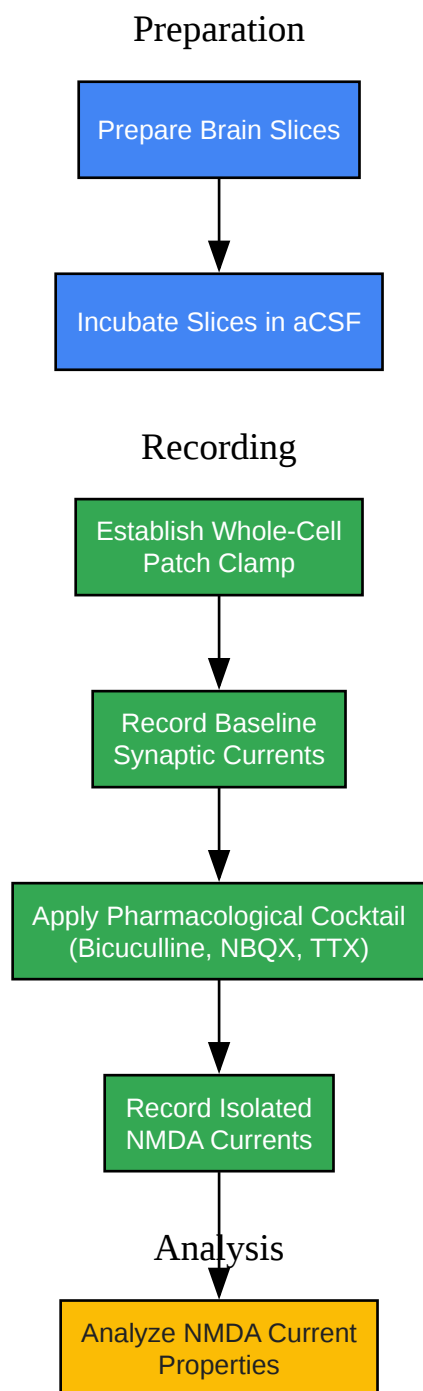 Preparation
Prepare Brain Slices
Incubate Slices in aCSF
Recording
Establish Whole-Cell
Patch Clamp
Record Baseline
Synaptic Currents
Apply Pharmacological Cocktail
(Bicuculline, NBQX, TTX)
Record Isolated
NMDA Currents
Analysis
Analyze NMDA Current
Properties